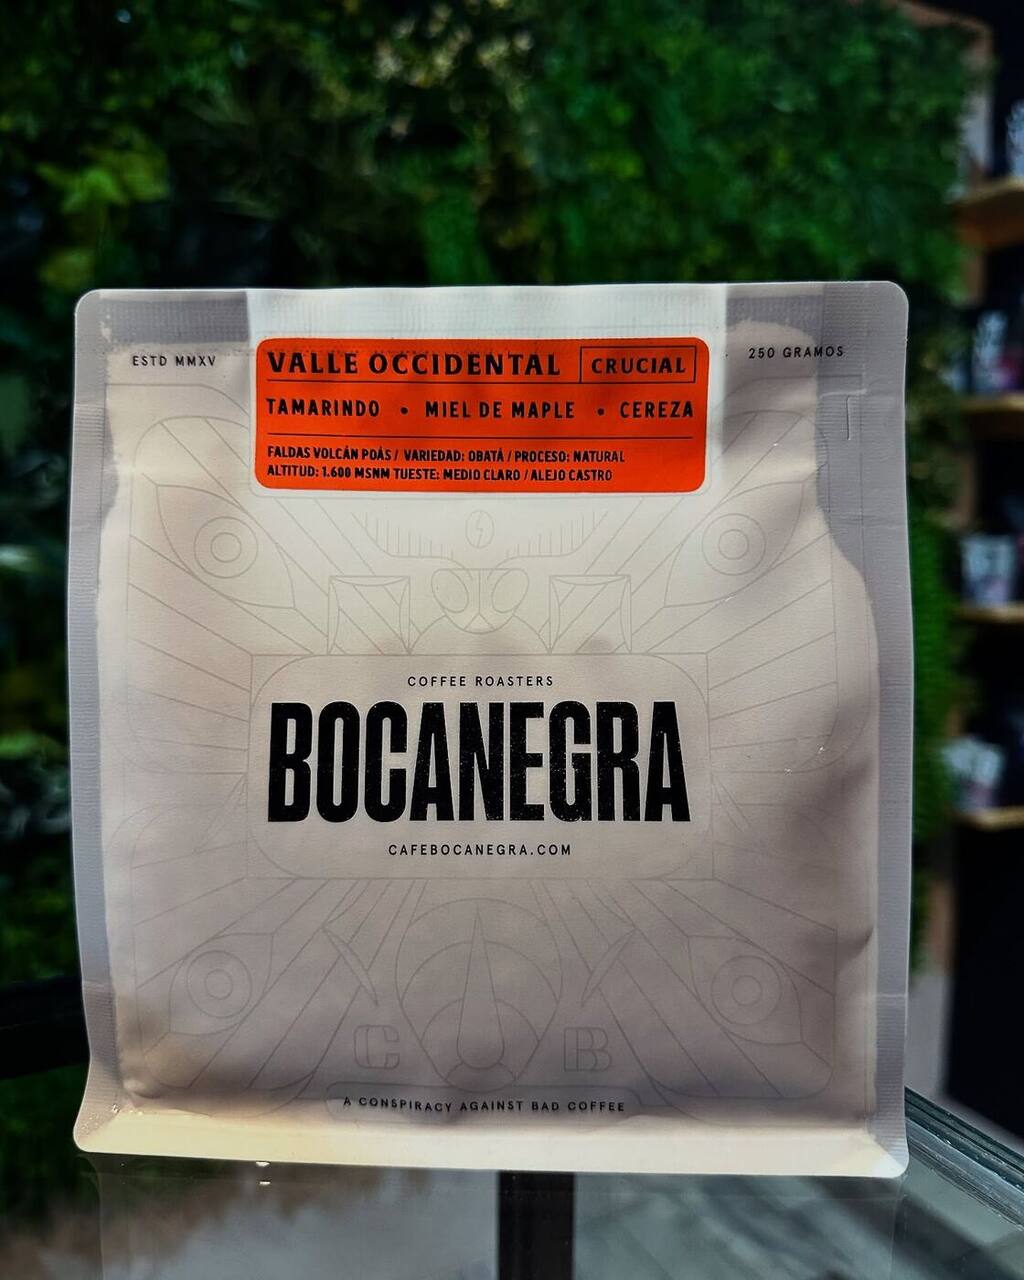 ESTD MMXV
VALLE OCCIDENTAL CRUCIAL
250 GRAMOS
TAMARINDO • MIEL DE MAPLE • CEREZA
FALDAS VOLCÁN POÁS / VARIEDAD: OBATÁ / PROCESO: NATURAL
ALTITUD: 1.600 MSNM TUESTE: MEDIO CLARO / ALEJO CASTRO
COFFEE ROASTERS
BOCANEGRA
CAFEBOCANEGRA.COM
C B
A CONSPIRACY AGAINST BAD COFFEE